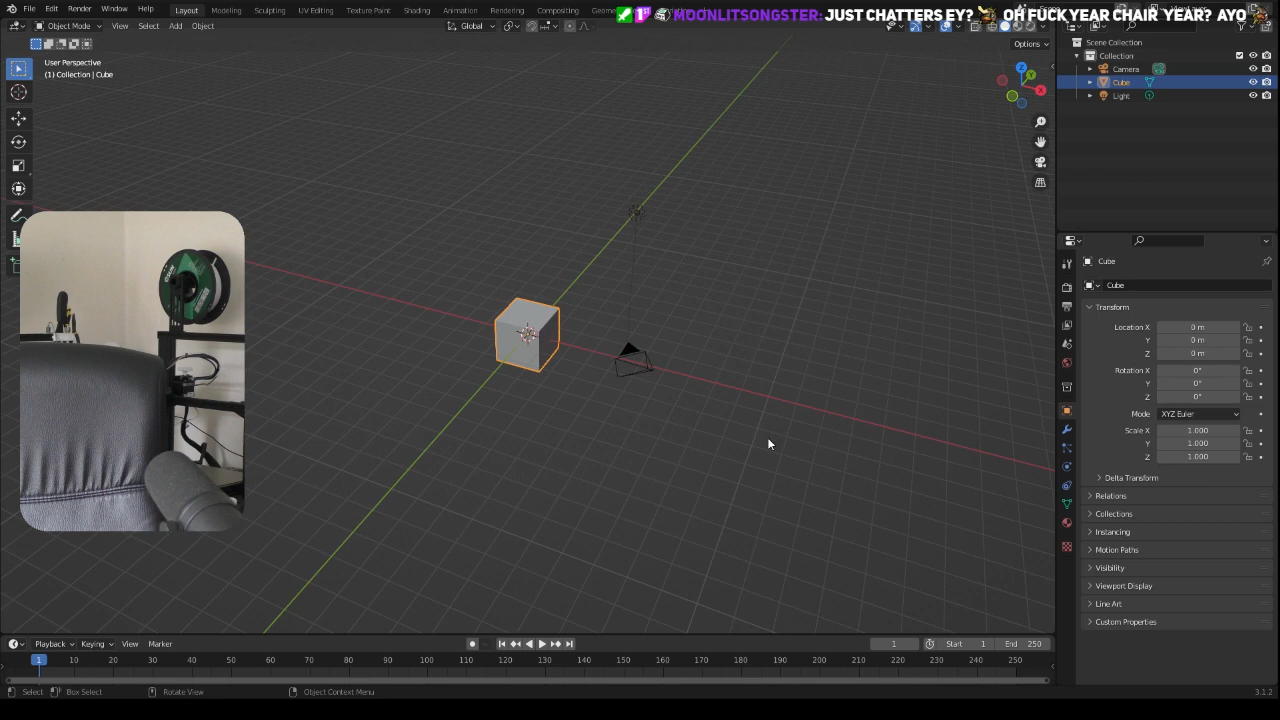 File Edit Render Window Help Layout Modeling Sculpting UV Editing Texture Paint Shading Animation Rendering Compositing
MOONLITSONGSTER: JUST CHATTERS EY? OH FUCK YEAR CHAIR YEAR? AYO
Object Mode View Select Add Object Global
Options
User Perspective
(1) Collection | Cube
Z
Y
X
Scene Collection
Collection
Camera
Cube
Light
Cube
Cube
Transform
Location X 0 m
Y 0 m
Z 0 m
Rotation X 0°
Y 0°
Z 0°
Mode XYZ Euler
Scale X 1.000
Y 1.000
Z 1.000
Delta Transform
Relations
Collections
Instancing
Motion Paths
Visibility
Viewport Display
Line Art
Custom Properties
Playback Keying View Marker 1 Start 1 End 250
1 10 20 30 40 50 60 70 80 90 100 110 120 130 140 150 160 170 180 190 200 210 220 230 240 250
Select Box Select Rotate View Object Context Menu 3.1.2